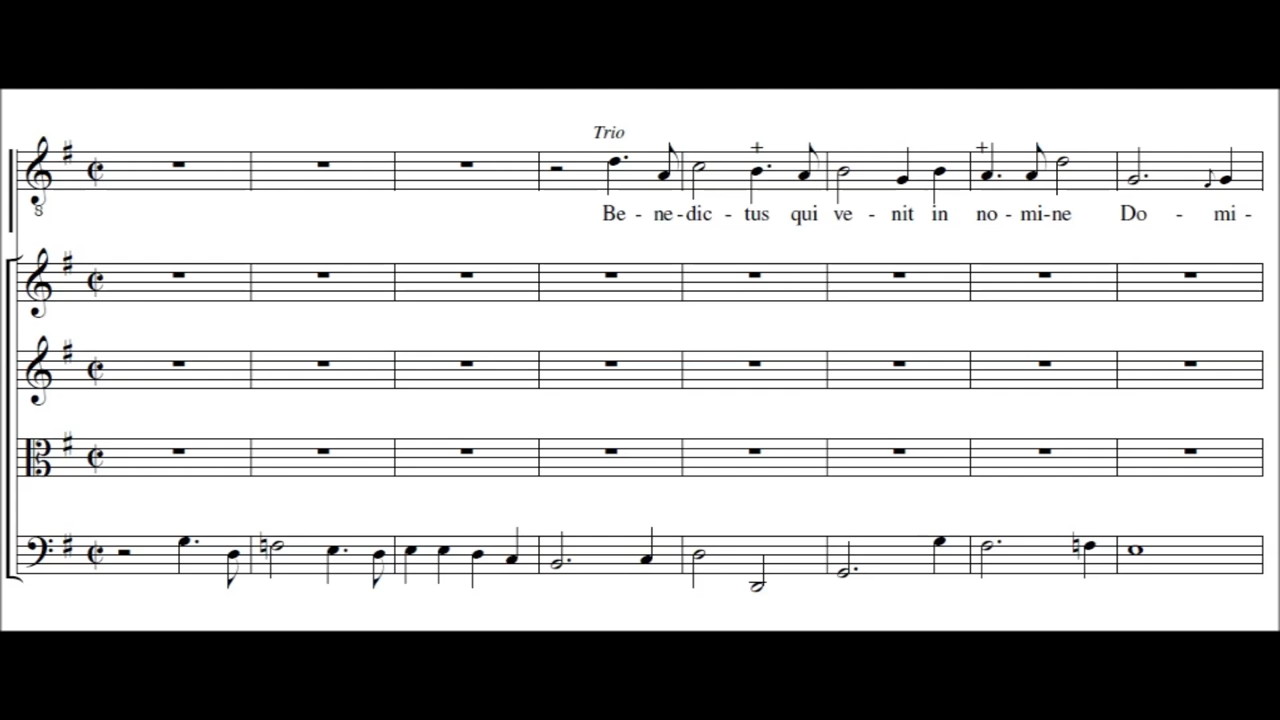 Trio
Be - ne - dic - tus qui ve - nit in no - mi - ne Do - mi -